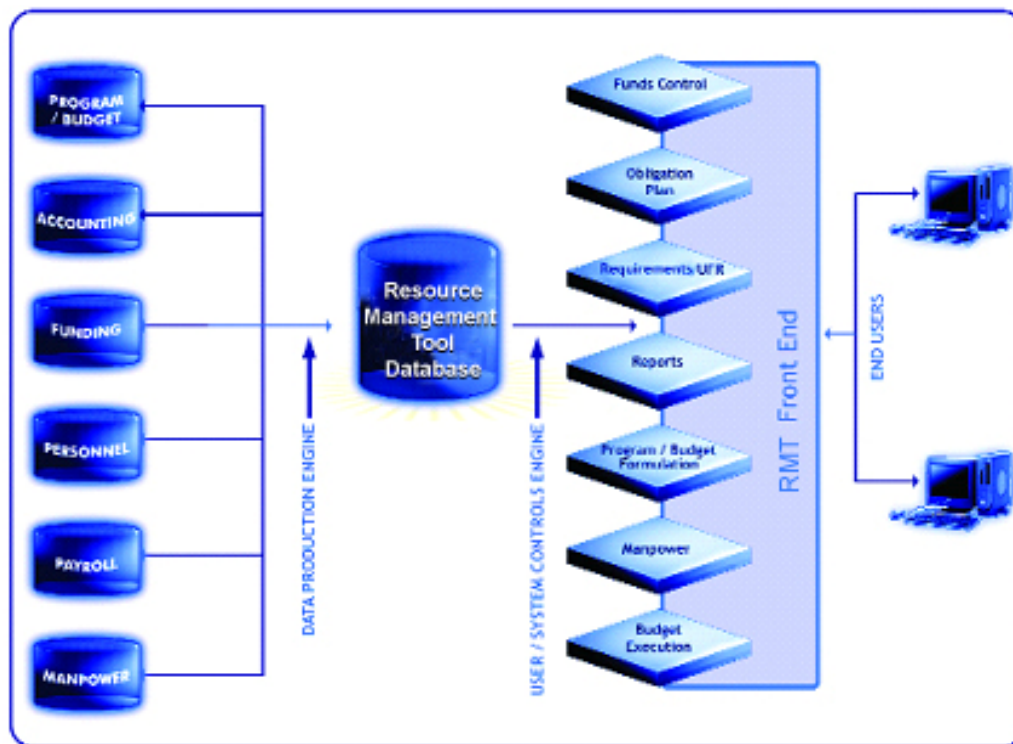 PROGRAM
/ BUDGET
ACCOUNTING
FUNDING
PERSONNEL
PAYROLL
MANPOWER
DATA PRODUCTION ENGINE
Resource
Management
Tool
Database
USER / SYSTEM CONTROLS ENGINE
Funds Control
Obligation
Plan
Requirements/UFR
Reports
Program / Budget
Formulation
Manpower
Budget
Execution
RMT Front End
END USERS